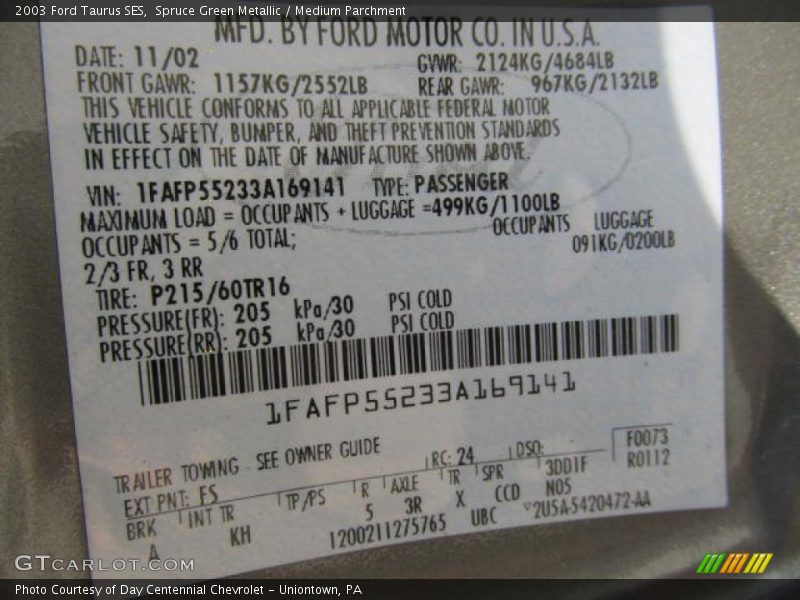 2003 Ford Taurus SES, Spruce Green Metallic / Medium Parchment
MFD. BY FORD MOTOR CO. IN U.S.A.
DATE: 11/02 GVWR: 2124KG/4684LB
FRONT GAWR: 1157KG/2552LB REAR GAWR: 967KG/2132LB
THIS VEHICLE CONFORMS TO ALL APPLICABLE FEDERAL MOTOR
VEHICLE SAFETY, BUMPER, AND THEFT PREVENTION STANDARDS
IN EFFECT ON THE DATE OF MANUFACTURE SHOWN ABOVE.
VIN: 1FAFP55233A169141 TYPE: PASSENGER
MAXIMUM LOAD = OCCUPANTS + LUGGAGE =499KG/1100LB
OCCUPANTS LUGGAGE
OCCUPANTS = 5/6 TOTAL; 091KG/0200LB
2/3 FR, 3 RR
TIRE: P215/60TR16
PRESSURE(FR): 205 kPa/30 PSI COLD
PRESSURE(RR): 205 kPa/30 PSI COLD
1FAFP55233A169141
TRAILER TOWING - SEE OWNER GUIDE
EXT PNT: FS RC: 24 DSO: F0073
R0112
BRK INT TR TP/PS R AXLE TR SPR 3DD1F
A KH 5 3R X CCD N05
1200211275765 UBC 2U5A-5420472-AA
GTCARLOT.COM
Photo Courtesy of Day Centennial Chevrolet - Uniontown, PA